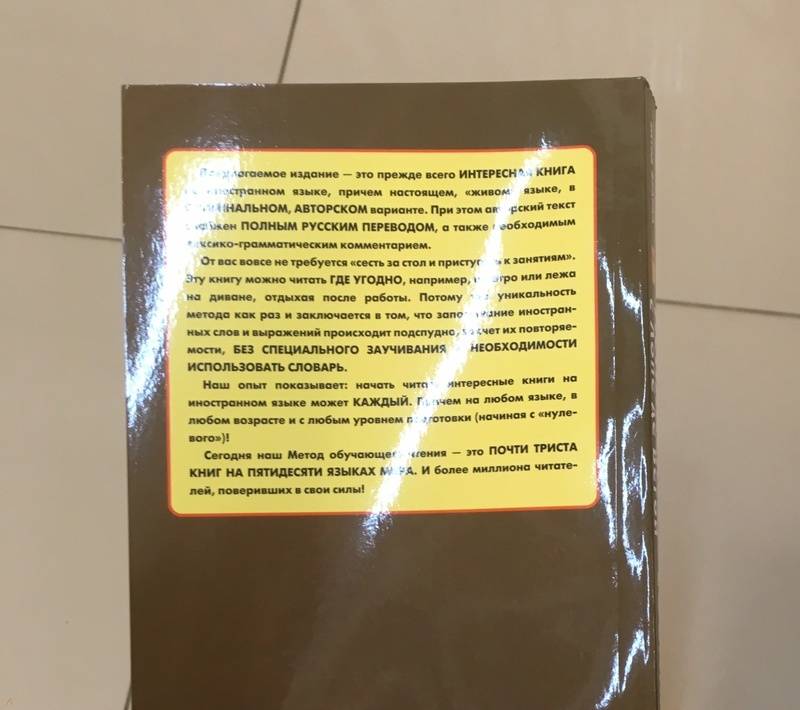 Предлагаемое издание — это прежде всего ИНТЕРЕСНАЯ КНИГА
на иностранном языке, причем настоящем, «живом» языке, в
ОРИГИНАЛЬНОМ, АВТОРСКОМ варианте. При этом авторский текст
снабжен ПОЛНЫМ РУССКИМ ПЕРЕВОДОМ, а также необходимым
лексико-грамматическим комментарием.
От вас вовсе не требуется «сесть за стол и приступить к занятиям».
Эту книгу можно читать ГДЕ УГОДНО, например, в метро или лежа
на диване, отдыхая после работы. Потому что уникальность
метода как раз и заключается в том, что запоминание иностран-
ных слов и выражений происходит подспудно, за счет их повторяе-
мости, БЕЗ СПЕЦИАЛЬНОГО ЗАУЧИВАНИЯ И НЕОБХОДИМОСТИ
ИСПОЛЬЗОВАТЬ СЛОВАРЬ.
Наш опыт показывает: начать читать интересные книги на
иностранном языке может КАЖДЫЙ. Причем на любом языке, в
любом возрасте и с любым уровнем подготовки (начиная с «нуле-
вого»)!
Сегодня наш Метод обучающего чтения — это ПОЧТИ ТРИСТА
КНИГ НА ПЯТИДЕСЯТИ ЯЗЫКАХ МИРА. И более миллиона читате-
лей, поверивших в свои силы!